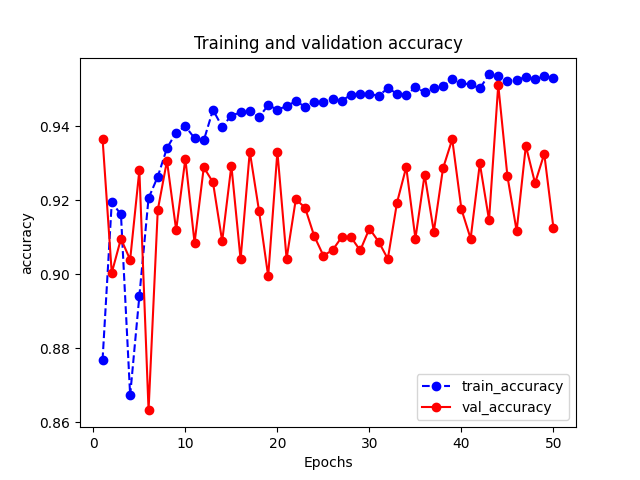 Training and validation accuracy
0.94
0.92
0.90
0.88
0.86
accuracy
train_accuracy
val_accuracy
0 10 20 30 40 50
Epochs